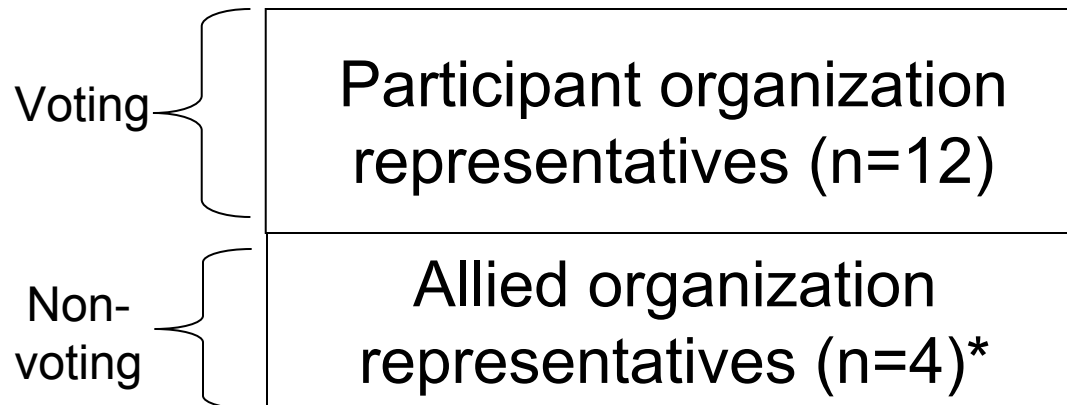 Voting
Participant organization
representatives (n=12)
Non-
voting
Allied organization
representatives (n=4)*